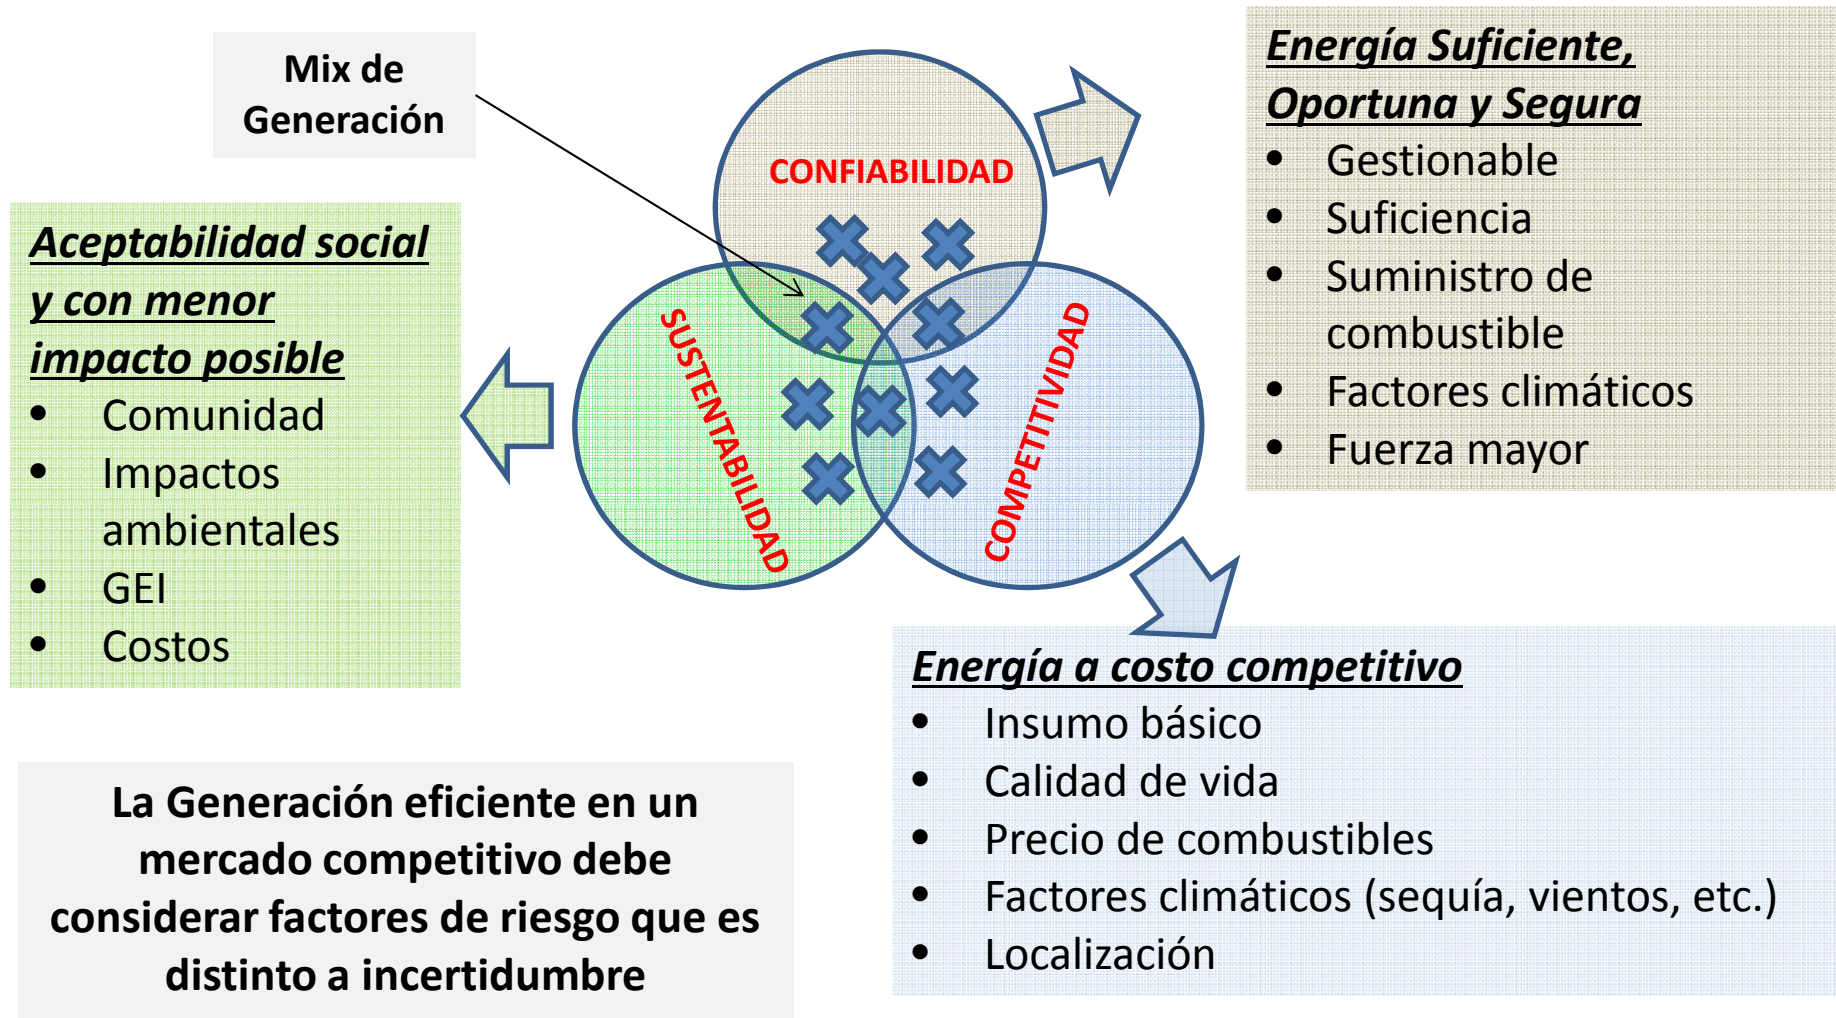 Mix de
Generación
CONFIABILIDAD
SUSTENTABILIDAD
COMPETITIVIDAD
Energía Suficiente,
Oportuna y Segura
• Gestionable
• Suficiencia
• Suministro de
combustible
• Factores climáticos
• Fuerza mayor
Aceptabilidad social
y con menor
impacto posible
• Comunidad
• Impactos
ambientales
• GEI
• Costos
Energía a costo competitivo
• Insumo básico
• Calidad de vida
• Precio de combustibles
• Factores climáticos (sequía, vientos, etc.)
• Localización
La Generación eficiente en un
mercado competitivo debe
considerar factores de riesgo que es
distinto a incertidumbre